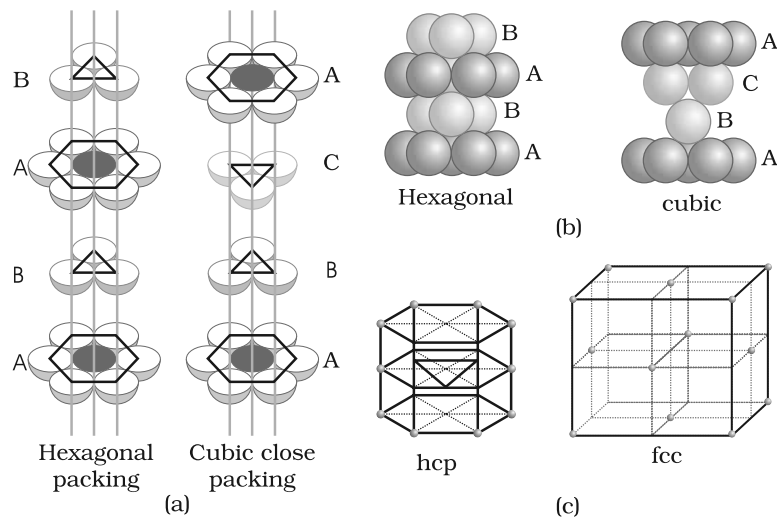 B
A
B
A
Hexagonal
packing
A
C
B
A
Cubic close
packing
(a)
B
A
B
A
Hexagonal
A
C
B
A
cubic
(b)
hcp
fcc
(c)